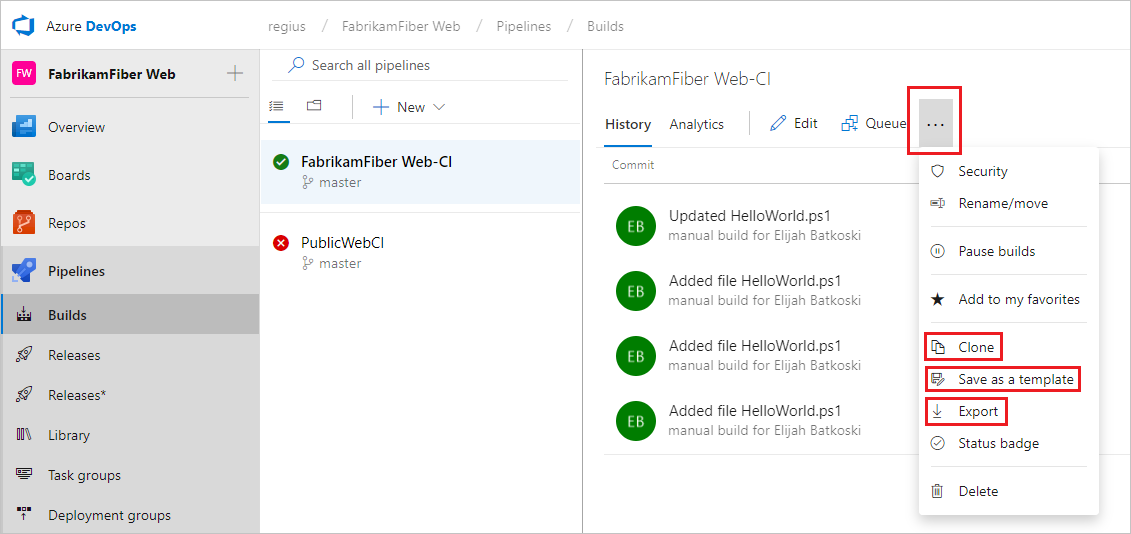 Azure DevOps
regius / FabrikamFiber Web / Pipelines / Builds
FW FabrikamFiber Web
Overview
Boards
Repos
Pipelines
Builds
Releases
Releases*
Library
Task groups
Deployment groups
Search all pipelines
New
FabrikamFiber Web-CI
master
PublicWebCI
master
FabrikamFiber Web-CI
History Analytics Edit Queue ...
Commit
EB Updated HelloWorld.ps1
manual build for Elijah Batkoski
EB Added file HelloWorld.ps1
manual build for Elijah Batkoski
EB Added file HelloWorld.ps1
manual build for Elijah Batkoski
EB Added file HelloWorld.ps1
manual build for Elijah Batkoski
Security
Rename/move
Pause builds
Add to my favorites
Clone
Save as a template
Export
Status badge
Delete